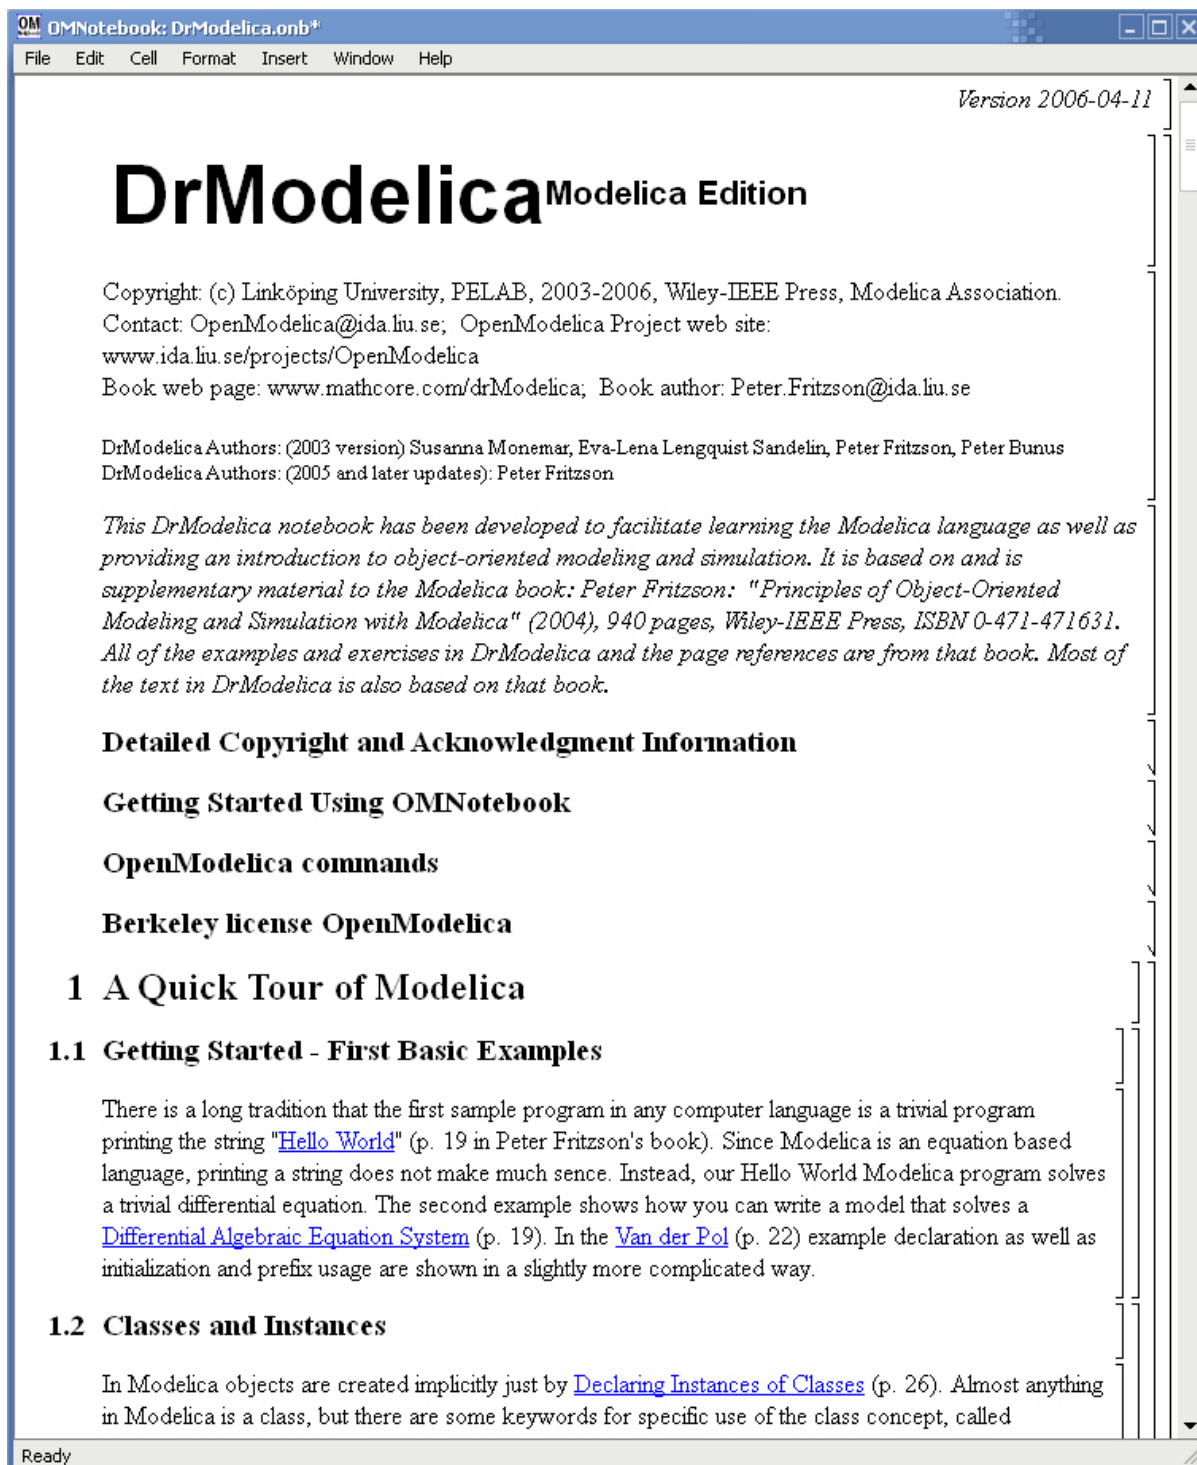 OMNotebook: DrModelica.onb*
File Edit Cell Format Insert Window Help
Version 2006-04-11
DrModelica Modelica Edition
Copyright: (c) Linköping University, PELAB, 2003-2006, Wiley-IEEE Press, Modelica Association.
Contact: OpenModelica@ida.liu.se; OpenModelica Project web site:
www.ida.liu.se/projects/OpenModelica
Book web page: www.mathcore.com/drModelica; Book author: Peter.Fritzson@ida.liu.se
DrModelica Authors: (2003 version) Susanna Monemar, Eva-Lena Lengquist Sandelin, Peter Fritzson, Peter Bunus
DrModelica Authors: (2005 and later updates): Peter Fritzson
This DrModelica notebook has been developed to facilitate learning the Modelica language as well as
providing an introduction to object-oriented modeling and simulation. It is based on and is
supplementary material to the Modelica book: Peter Fritzson: "Principles of Object-Oriented
Modeling and Simulation with Modelica" (2004), 940 pages, Wiley-IEEE Press, ISBN 0-471-471631.
All of the examples and exercises in DrModelica and the page references are from that book. Most of
the text in DrModelica is also based on that book.
Detailed Copyright and Acknowledgment Information
Getting Started Using OMNotebook
OpenModelica commands
Berkeley license OpenModelica
1 A Quick Tour of Modelica
1.1 Getting Started - First Basic Examples
There is a long tradition that the first sample program in any computer language is a trivial program
printing the string "Hello World" (p. 19 in Peter Fritzson's book). Since Modelica is an equation based
language, printing a string does not make much sence. Instead, our Hello World Modelica program solves
a trivial differential equation. The second example shows how you can write a model that solves a
Differential Algebraic Equation System (p. 19). In the Van der Pol (p. 22) example declaration as well as
initialization and prefix usage are shown in a slightly more complicated way.
1.2 Classes and Instances
In Modelica objects are created implicitly just by Declaring Instances of Classes (p. 26). Almost anything
in Modelica is a class, but there are some keywords for specific use of the class concept, called
Ready